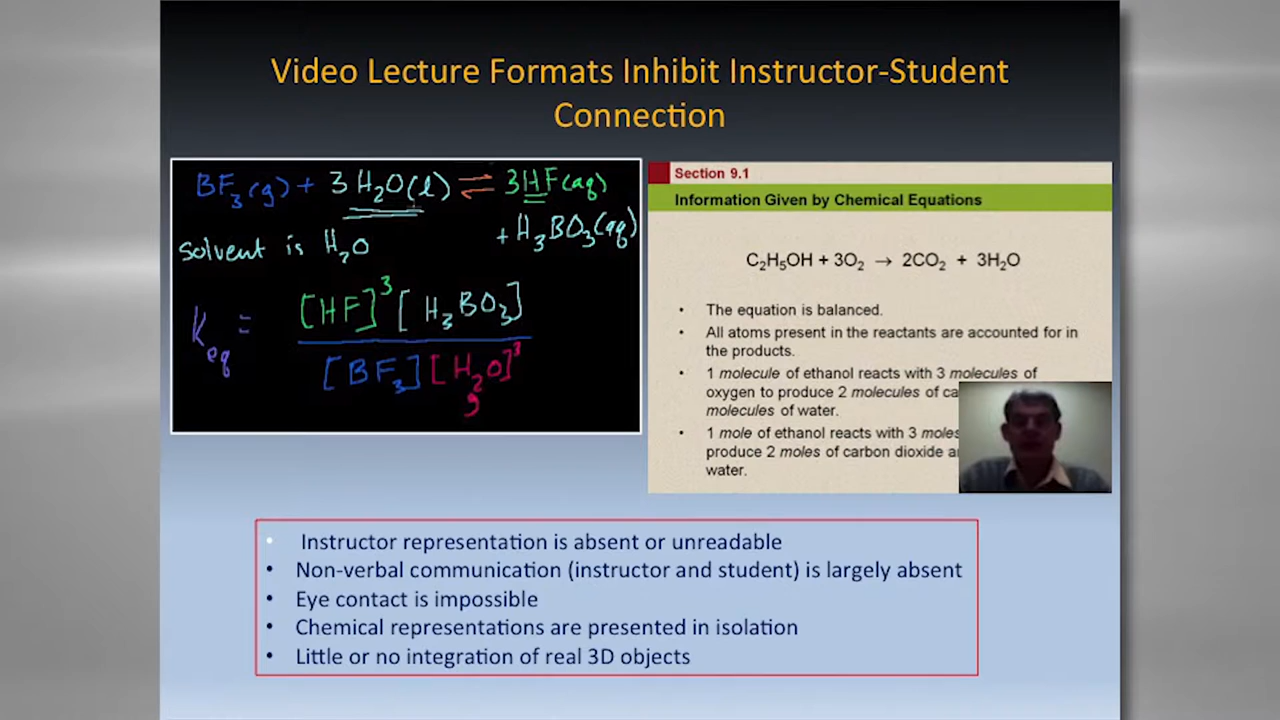 Video Lecture Formats Inhibit Instructor-Student
Connection
BF₃(g) + 3H₂O(l) ⇌ 3HF(aq)
+ H₃BO₃(aq)
solvent is H₂O
Keq = [HF]³[H₃BO₃]
[BF₃][H₂O]³
Section 9.1
Information Given by Chemical Equations
C₂H₅OH + 3O₂ → 2CO₂ + 3H₂O
• The equation is balanced.
• All atoms present in the reactants are accounted for in
the products.
• 1 molecule of ethanol reacts with 3 molecules of
oxygen to produce 2 molecules of ca
molecules of water.
• 1 mole of ethanol reacts with 3 moles
produce 2 moles of carbon dioxide a
water.
• Instructor representation is absent or unreadable
• Non-verbal communication (instructor and student) is largely absent
• Eye contact is impossible
• Chemical representations are presented in isolation
• Little or no integration of real 3D objects